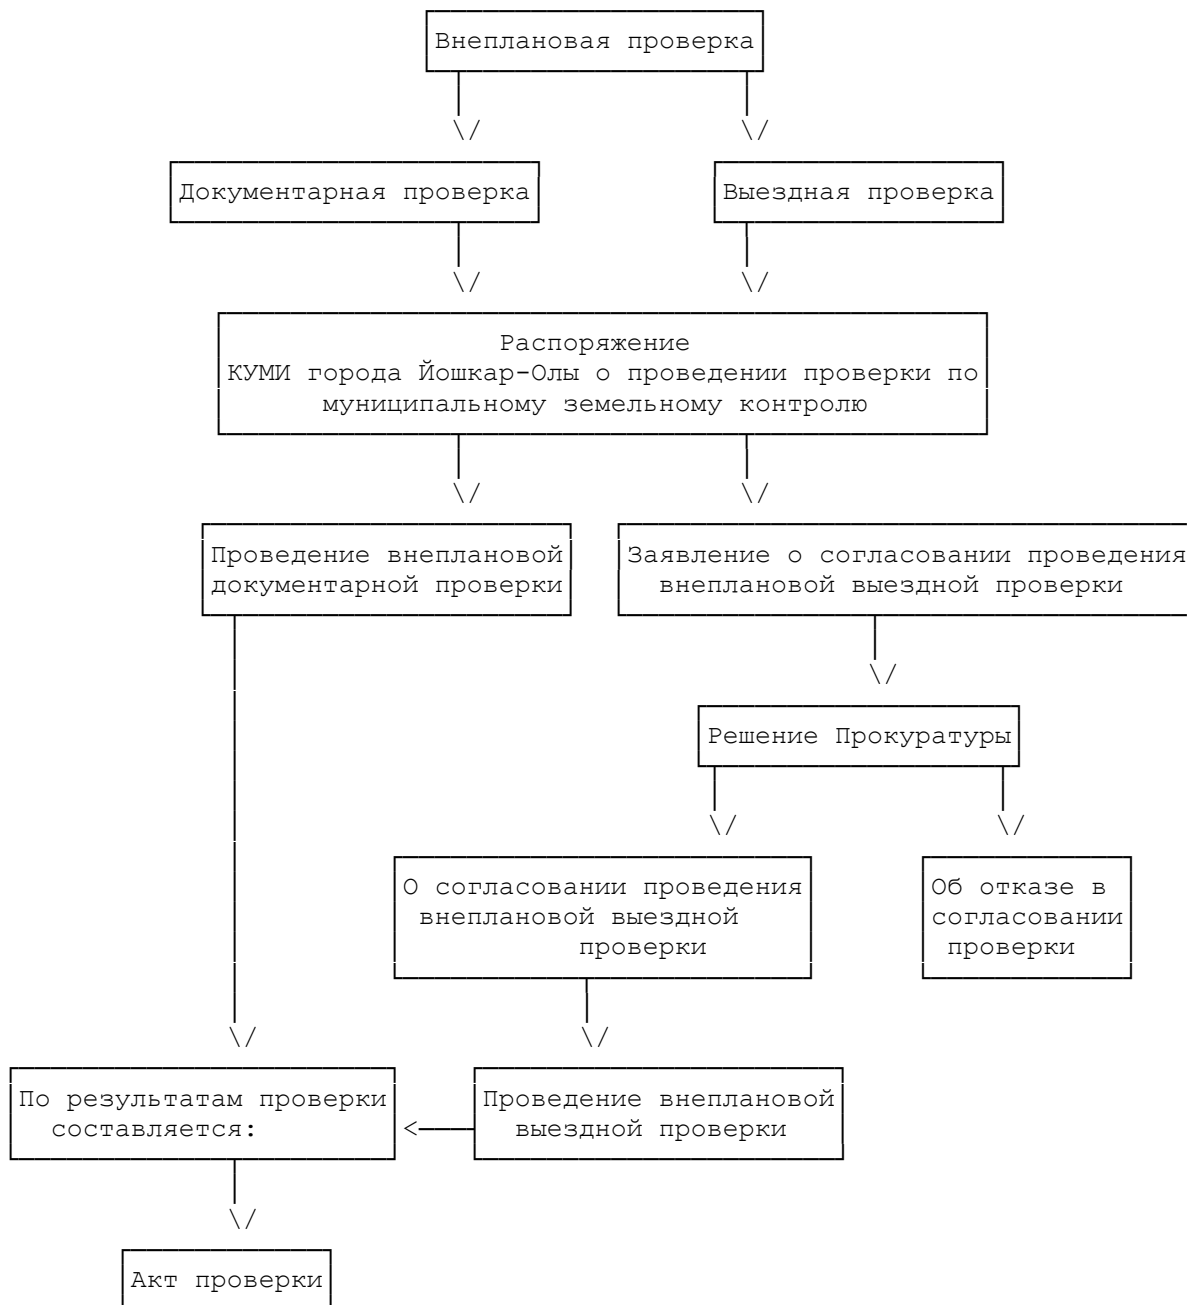 Внеплановая проверка
Документарная проверка
Выездная проверка
Распоряжение
КУМИ города Йошкар-Олы о проведении проверки по
муниципальному земельному контролю
Проведение внеплановой
документарной проверки
Заявление о согласовании проведения
внеплановой выездной проверки
Решение Прокуратуры
О согласовании проведения
внеплановой выездной
проверки
Об отказе в
согласовании
проверки
По результатам проверки
составляется:
Проведение внеплановой
выездной проверки
Акт проверки